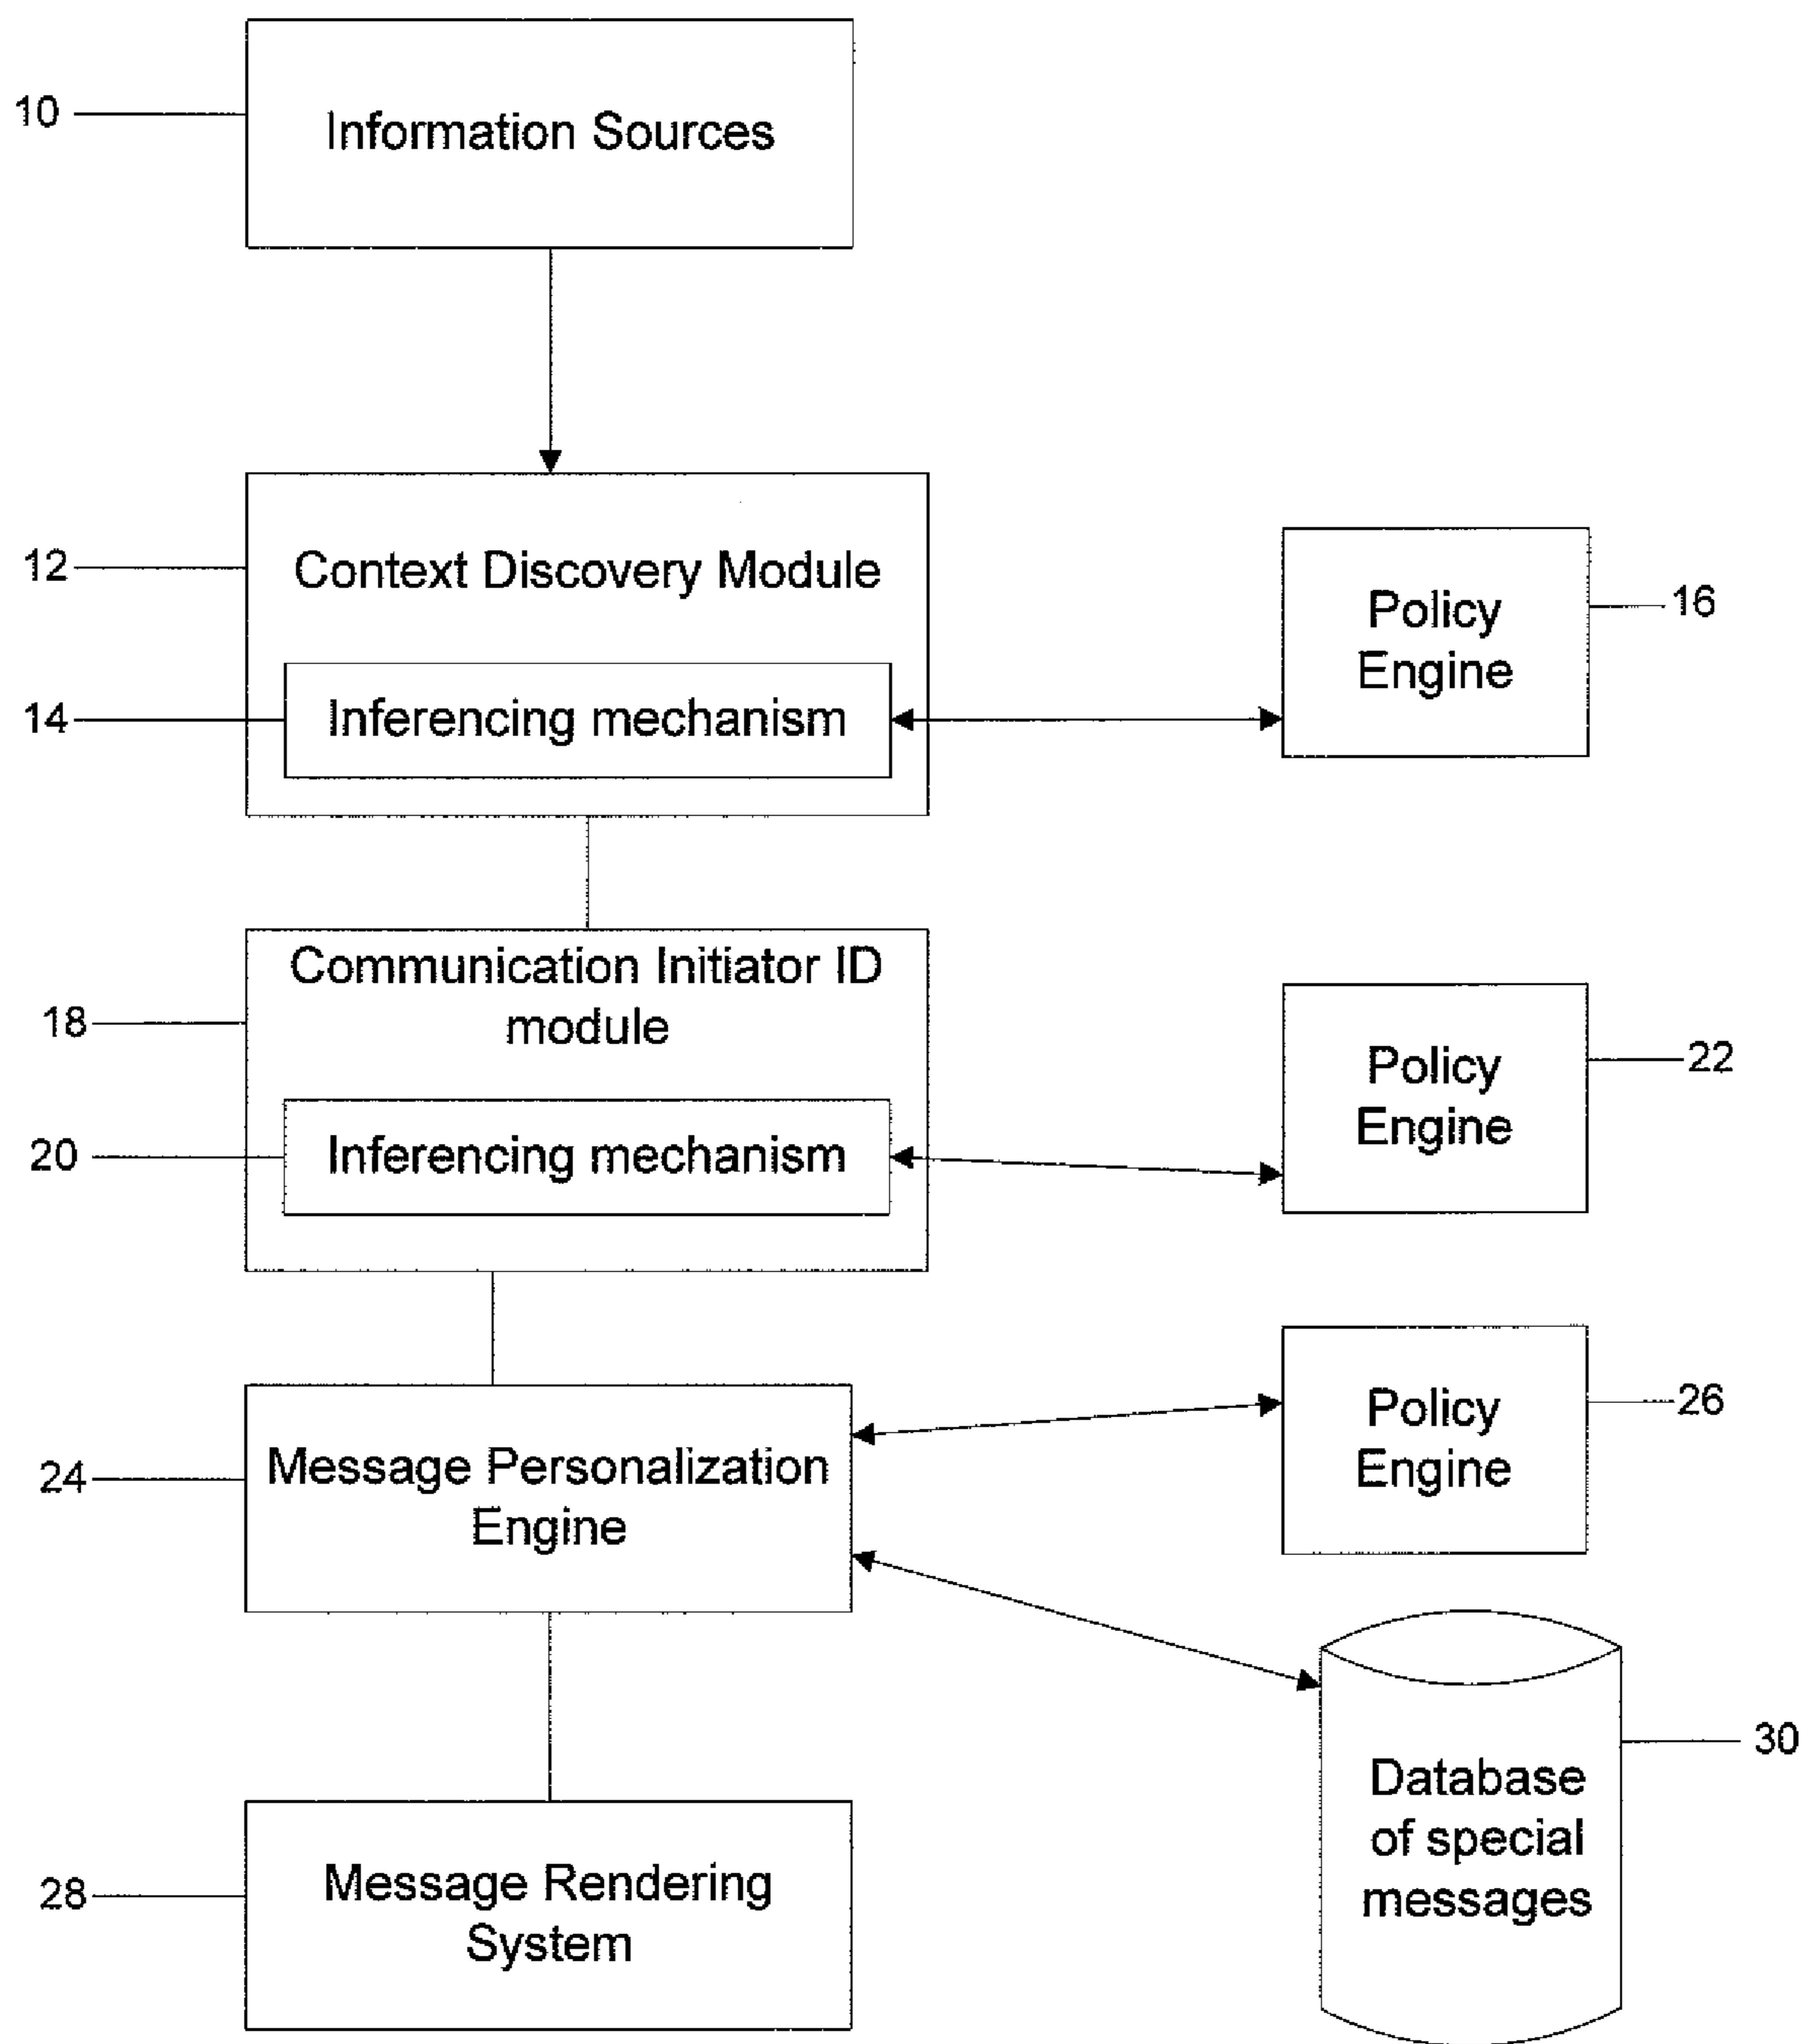 10
Information Sources
12
Context Discovery Module
14
Inferencing mechanism
Policy
Engine
16
18
Communication Initiator ID
module
20
Inferencing mechanism
Policy
Engine
22
24
Message Personalization
Engine
Policy
Engine
26
28
Message Rendering
System
Database
of special
messages
30